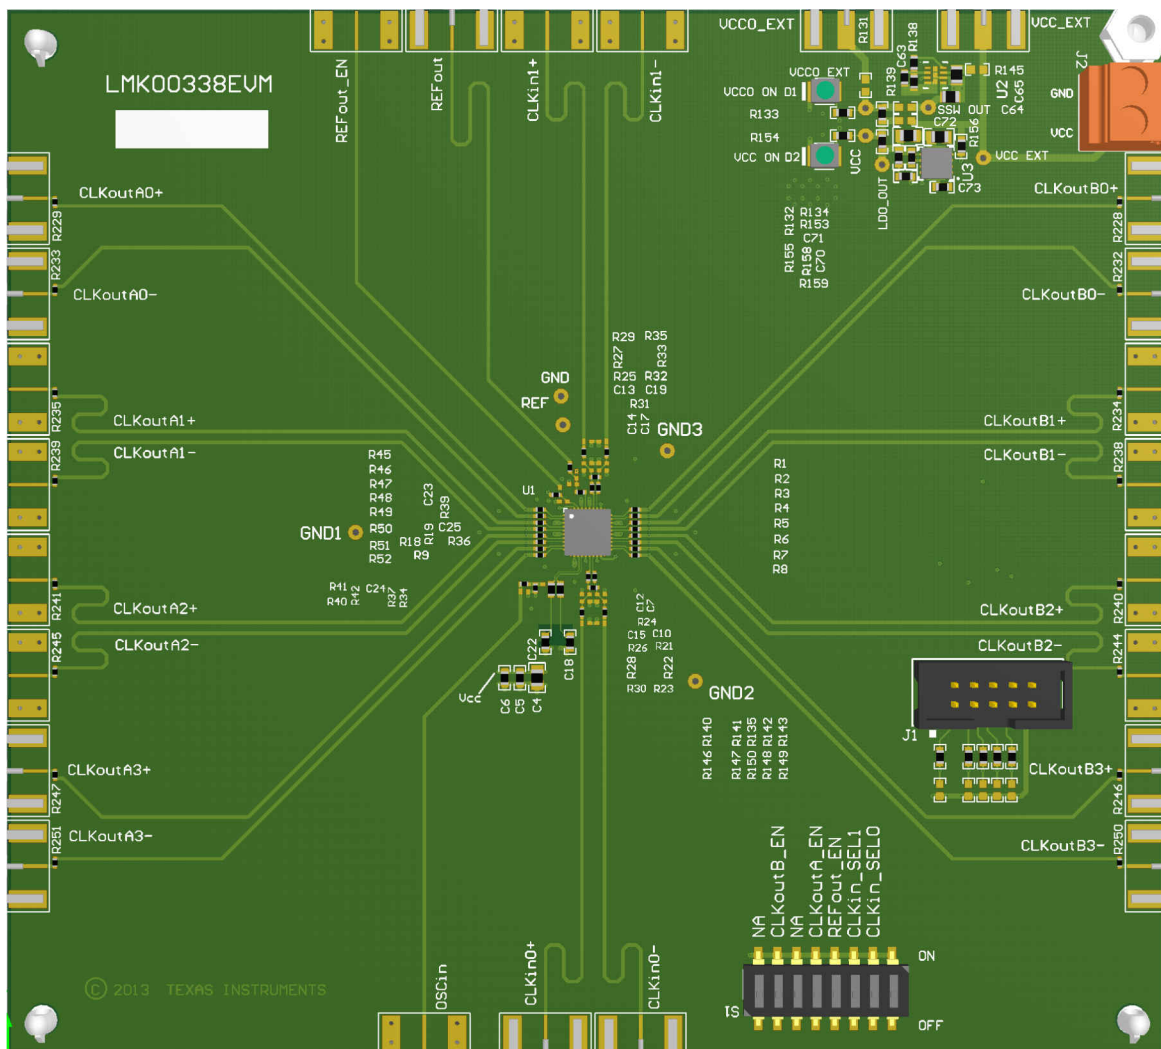 VCCO_EXT
R131
VCC_EXT
LMK00338EVM
REFout_EN
REFout
CLKin1+
CLKin1-
VCCO_EXT
VCCO ON D1
R133
R154
VCC ON D2
VCC
R139
C63
R138
R145
U2
C65
SSW OUT
C64
C72
R156
VCC EXT
U3
C73
LDO_OUT
J2
GND
VCC
R132
R134
R153
C71
R155
R158
C70
R159
CLKoutA0+
R229
R233
CLKoutA0-
R235
CLKoutA1+
R239
CLKoutA1-
CLKoutB0+
R228
R232
CLKoutB0-
R234
CLKoutB1+
R238
CLKoutB1-
R29
R35
R27
R33
R25
R32
C13
C19
R31
C14
C17
GND
REF
GND3
R45
R46
R47
R48
R49
R50
R51
R52
C23
R39
R19
C25
R18
R36
R9
U1
GND1
R1
R2
R3
R4
R5
R6
R7
R8
R41
R42
C24
R37
R34
R40
R241
CLKoutA2+
R245
CLKoutA2-
R240
CLKoutB2+
R244
CLKoutB2-
C12
C7
R24
C15
C10
R26
R21
R28
R22
R30
R23
C22
C18
Vcc
C6
C5
C4
GND2
R146
R140
R147
R141
R150
R135
R148
R142
R149
R143
J1
CLKoutA3+
R247
R251
CLKoutA3-
CLKoutB3+
R246
R250
CLKoutB3-
NA
CLKoutB_EN
NA
CLKoutA_EN
REFout_EN
CLKin_SEL1
CLKin_SEL0
ON
OFF
S1
© 2013 TEXAS INSTRUMENTS
OSCin
CLKin0+
CLKin0-